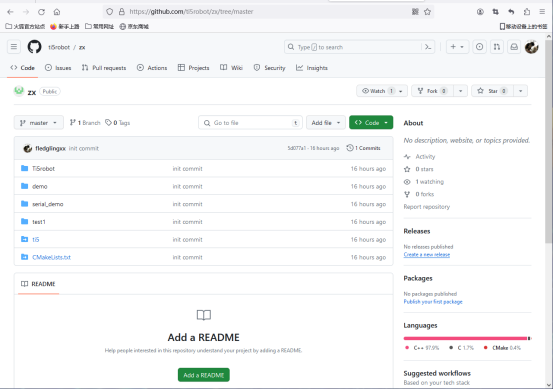 https://github.com/ti5robot/zx/tree/master
火狐官方站点 新手上路 常用网址 京东商城 移动设备上的书签
ti5robot / zx
Type / to search
Code Issues Pull requests Actions Projects Wiki Security Insights
zx Public
Watch 1 Fork 0 Star 0
master 1 Branch 0 Tags Go to file t Add file Code
fledglingxx init commit 5d077a1 · 16 hours ago 1 Commits
Ti5robot init commit 16 hours ago
demo init commit 16 hours ago
serial_demo init commit 16 hours ago
test1 init commit 16 hours ago
ti5 init commit 16 hours ago
CMakeLists.txt init commit 16 hours ago
README
Add a README
Help people interested in this repository understand your project by adding a README.
Add a README
About
No description, website, or topics provided.
Activity
0 stars
1 watching
0 forks
Report repository
Releases
No releases published
Create a new release
Packages
No packages published
Publish your first package
Languages
C++ 97.9% C 1.7% CMake 0.4%
Suggested workflows
Based on your tech stack